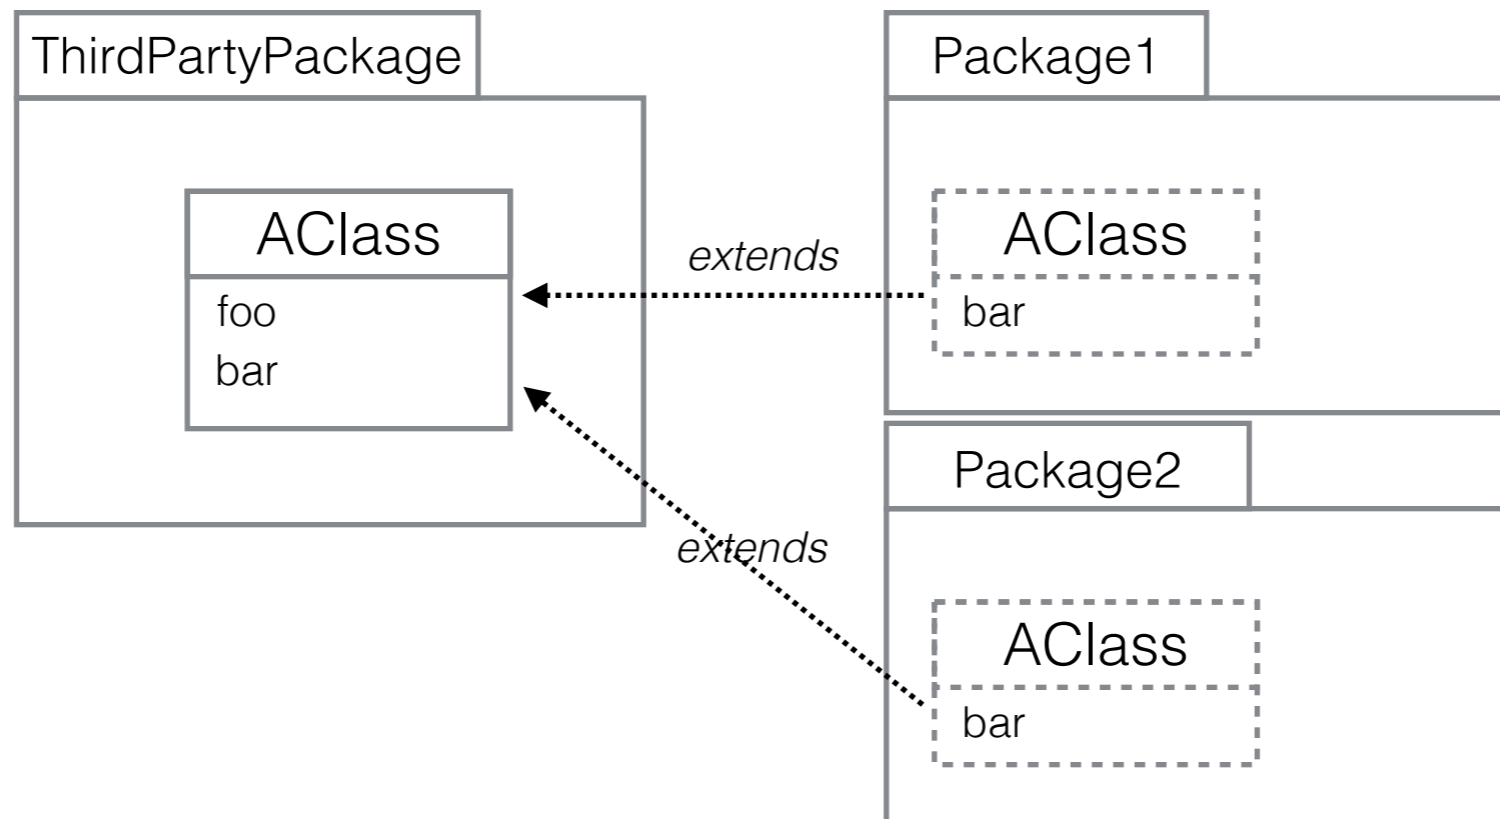 ThirdPartyPackage
AClass
foo
bar
extends
extends
Package1
AClass
bar
Package2
AClass
bar